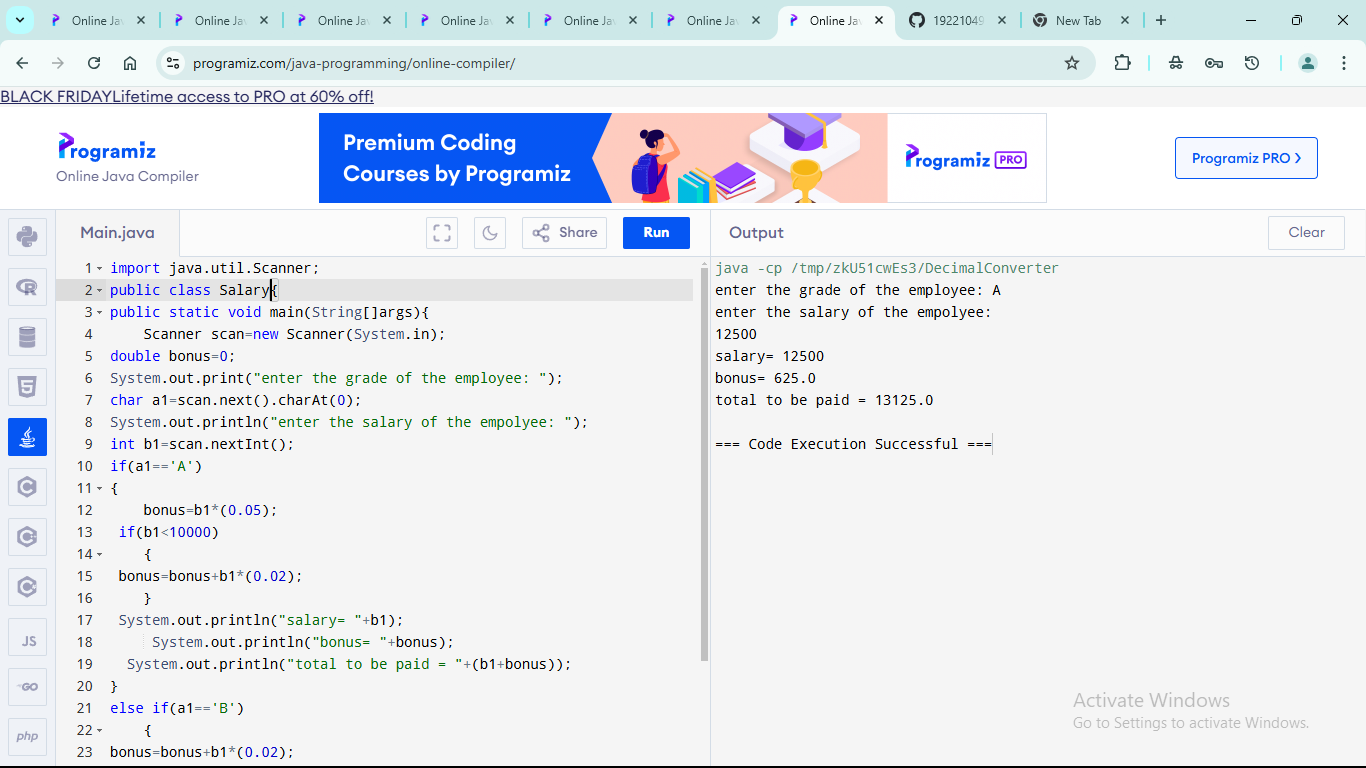 Online Ja
Online Ja
Online Ja
Online Ja
Online Ja
Online Ja
Online Ja
19221049
New Tab
programiz.com/java-programming/online-compiler/
BLACK FRIDAYLifetime access to PRO at 60% off!
Programiz
Online Java Compiler
Premium Coding
Courses by Programiz
Programiz PRO
Programiz PRO >
Main.java
Share
Run
Output
Clear
1 import java.util.Scanner;
2 public class Salary{
3 public static void main(String[]args){
4 Scanner scan=new Scanner(System.in);
5 double bonus=0;
6 System.out.print("enter the grade of the employee: ");
7 char a1=scan.next().charAt(0);
8 System.out.println("enter the salary of the empolyee: ");
9 int b1=scan.nextInt();
10 if(a1=='A')
11 {
12 bonus=b1*(0.05);
13 if(b1<10000)
14 {
15 bonus=bonus+b1*(0.02);
16 }
17 System.out.println("salary= "+b1);
18 System.out.println("bonus= "+bonus);
19 System.out.println("total to be paid = "+(b1+bonus));
20 }
21 else if(a1=='B')
22 {
23 bonus=bonus+b1*(0.02);
java -cp /tmp/zkU51cwEs3/DecimalConverter
enter the grade of the employee: A
enter the salary of the empolyee:
12500
salary= 12500
bonus= 625.0
total to be paid = 13125.0
=== Code Execution Successful ===
JS
GO
php
Activate Windows
Go to Settings to activate Windows.